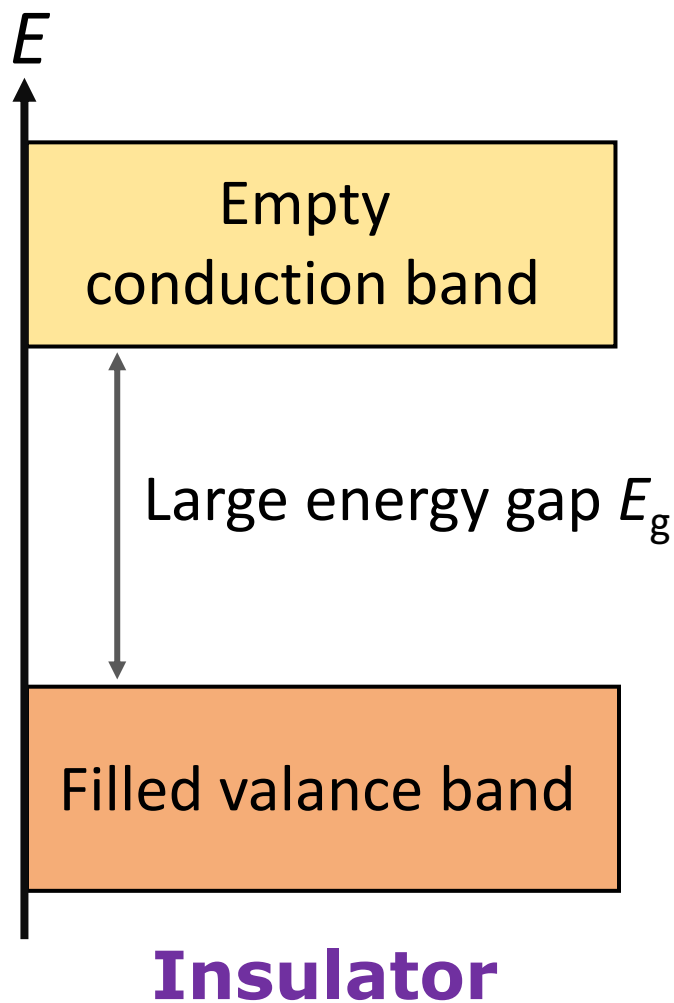 E
Empty
conduction band
Large energy gap Eg
Filled valance band
Insulator